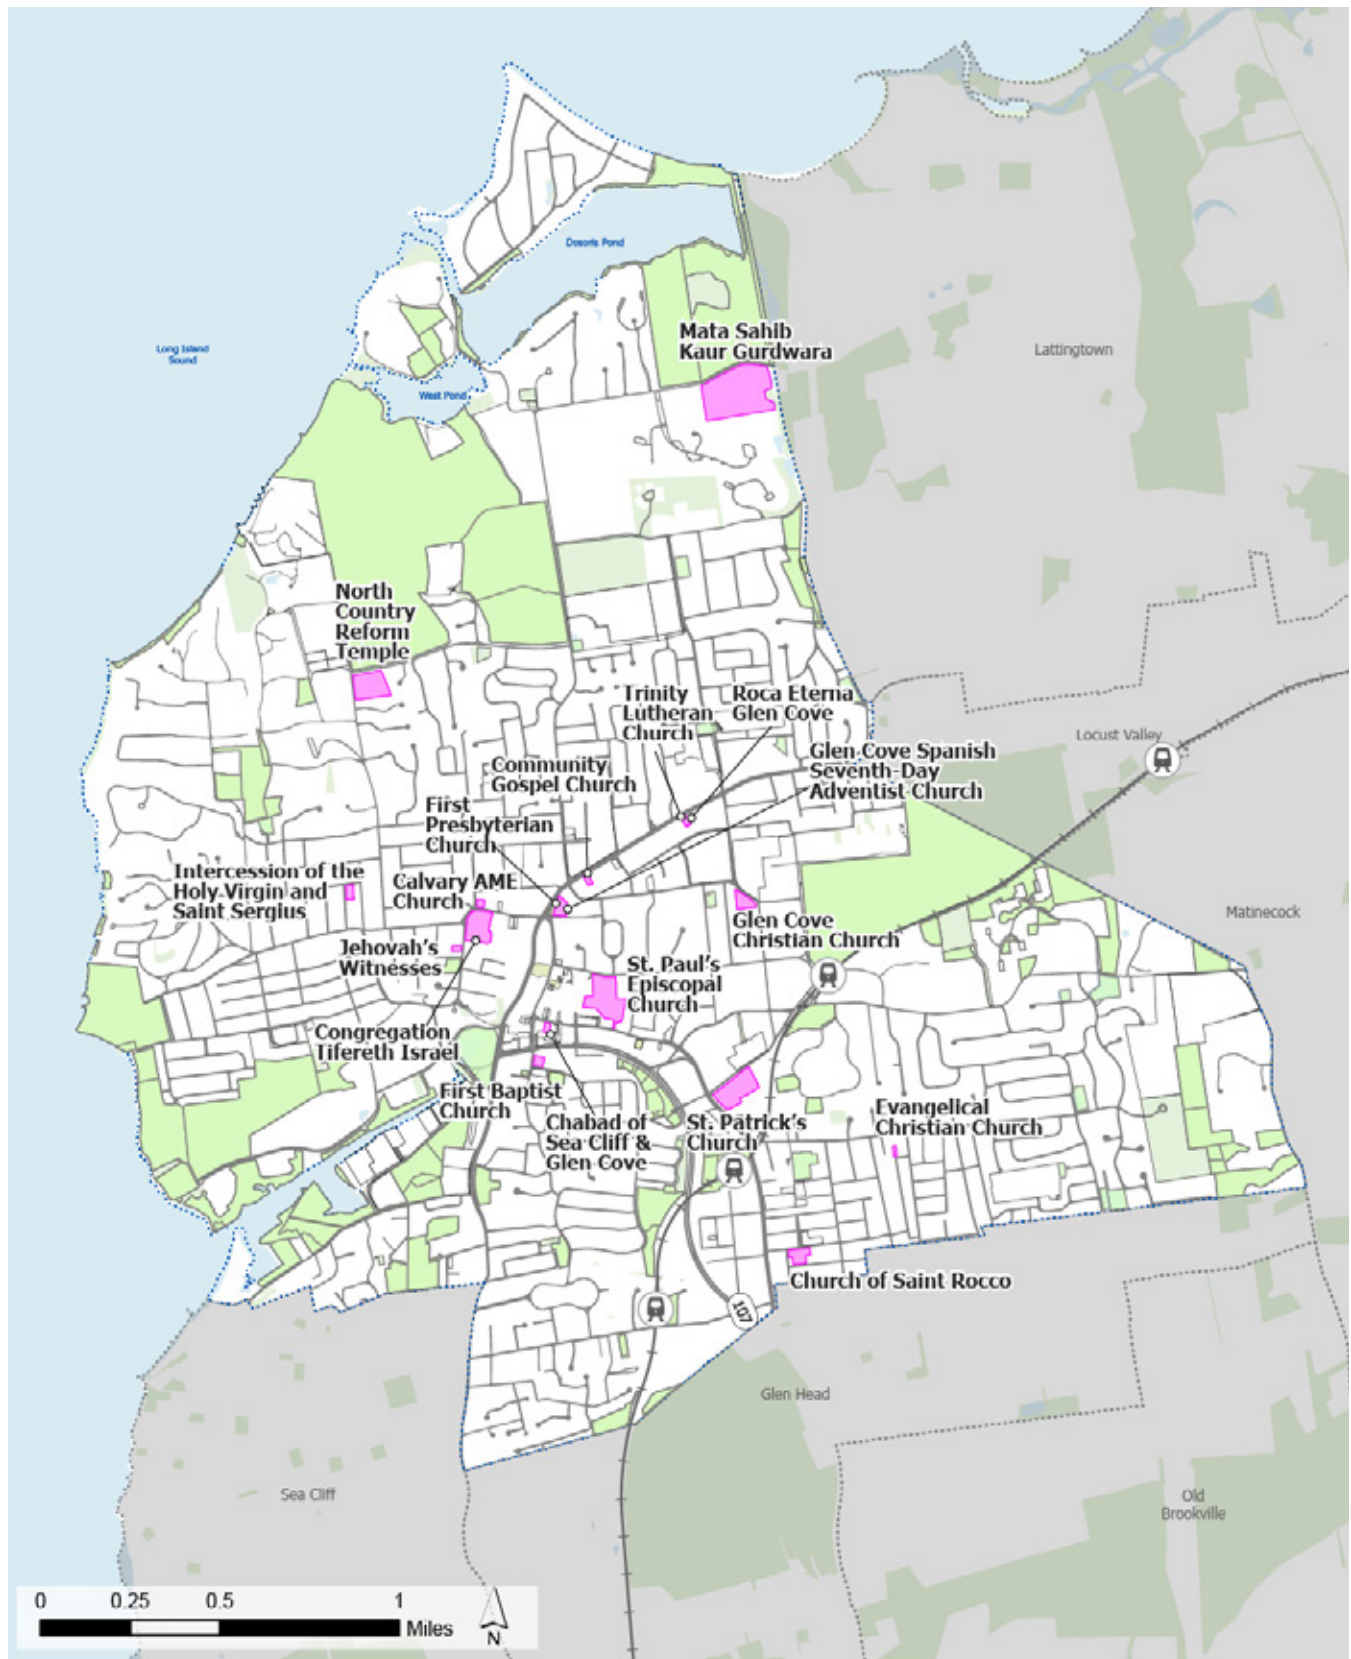 Dosoris Pond
Long Island
Sound
West Pond
Mata Sahib
Kaur Gurdwara
Lattingtown
North
Country
Reform
Temple
Trinity
Lutheran
Church
Roca Eterna
Glen Cove
Locust Valley
Glen Cove Spanish
Seventh-Day
Adventist Church
Community
Gospel Church
First
Presbyterian
Church
Intercession of the
Holy Virgin and
Saint Sergius
Calvary AME
Church
Glen Cove
Christian Church
Matinecock
Jehovah's
Witnesses
St. Paul's
Episcopal
Church
Congregation
Tifereth Israel
First Baptist
Church
Chabad of
Sea Cliff &
Glen Cove
St. Patrick's
Church
Evangelical
Christian Church
Church of Saint Rocco
107
Glen Head
Sea Cliff
Old
Brookville
0 0.25 0.5 1
Miles
N